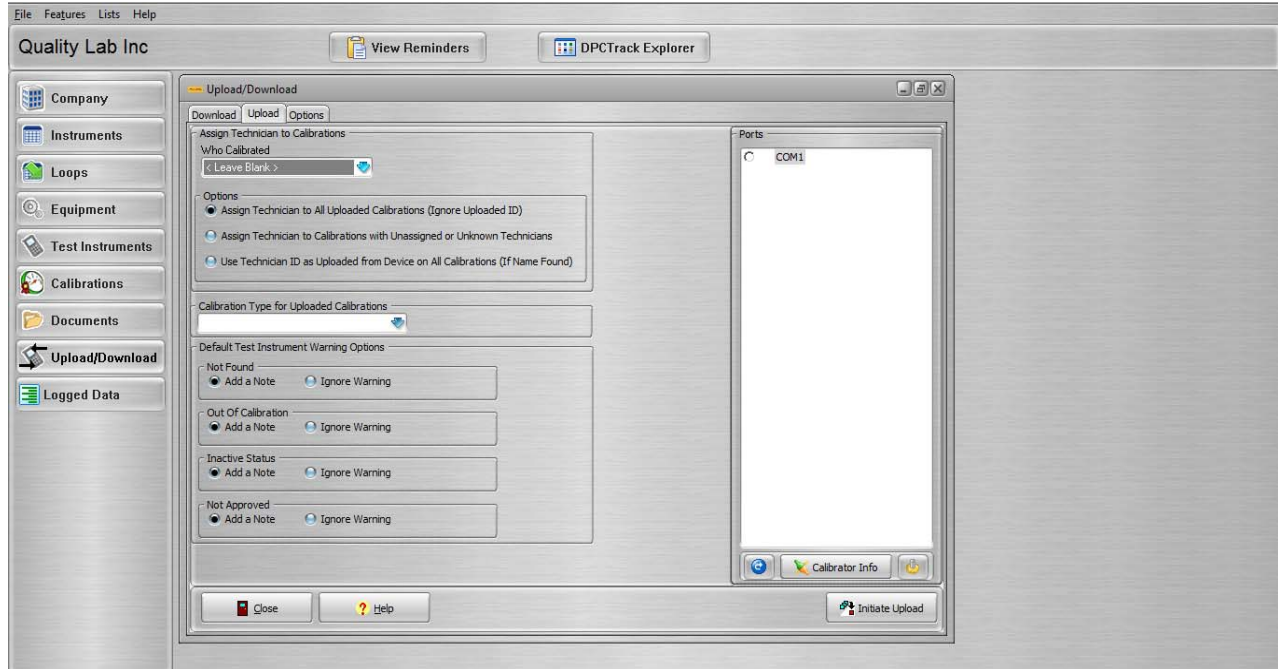 File Features Lists Help
Quality Lab Inc
View Reminders
DPCTrack Explorer
Company
Instruments
Loops
Equipment
Test Instruments
Calibrations
Documents
Upload/Download
Logged Data
Upload/Download
Download Upload Options
Assign Technician to Calibrations
Who Calibrated
< Leave Blank >
Options
Assign Technician to All Uploaded Calibrations (Ignore Uploaded ID)
Assign Technician to Calibrations with Unassigned or Unknown Technicians
Use Technician ID as Uploaded from Device on All Calibrations (If Name Found)
Calibration Type for Uploaded Calibrations
Default Test Instrument Warning Options
Not Found
Add a Note Ignore Warning
Out Of Calibration
Add a Note Ignore Warning
Inactive Status
Add a Note Ignore Warning
Not Approved
Add a Note Ignore Warning
Ports
COM1
Calibrator Info
Close
Help
Initiate Upload